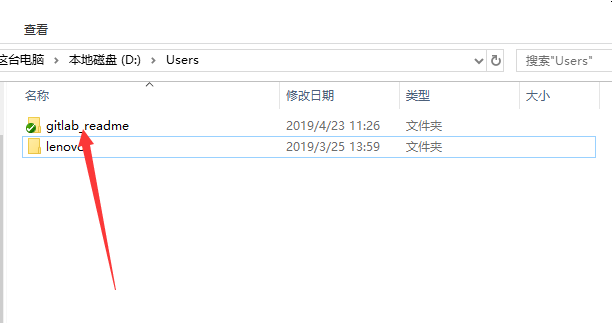 查看
这台电脑 > 本地磁盘 (D:) > Users 搜索"Users"
名称 修改日期 类型 大小
gitlab_readme 2019/4/23 11:26 文件夹
lenovo 2019/3/25 13:59 文件夹